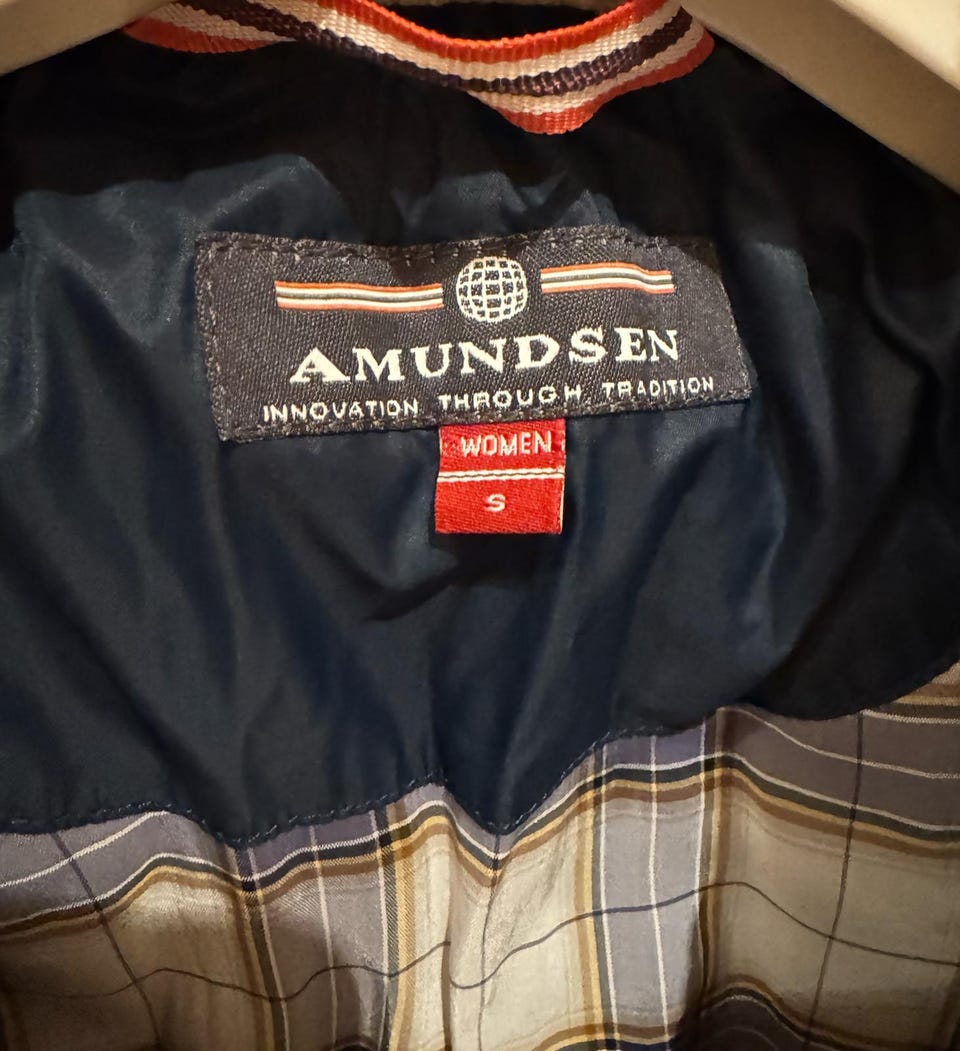 AMUNDSEN
INNOVATION THROUGH TRADITION
WOMEN
S